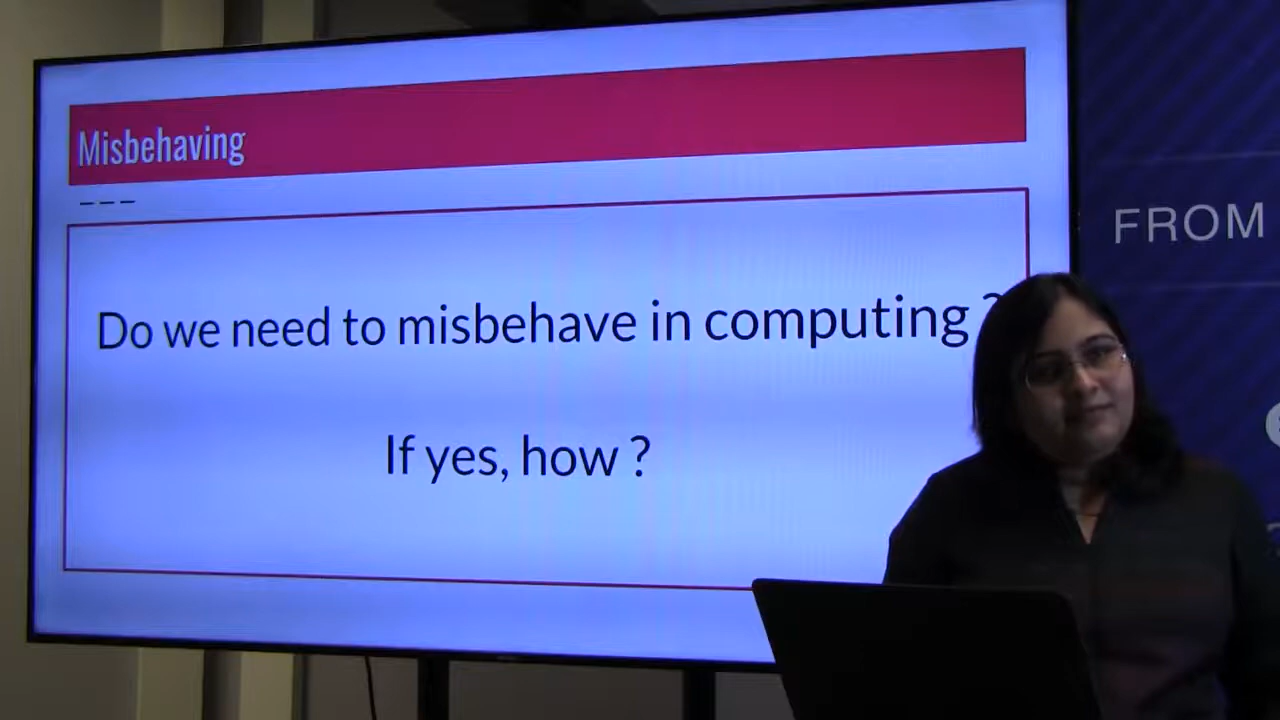 Misbehaving
---
Do we need to misbehave in computing ?
If yes, how ?
FROM